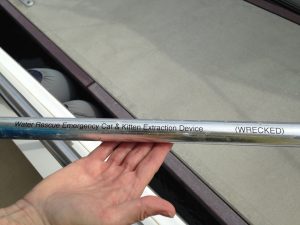 Water Rescue Emergency Cat & Kitten Extraction Device (WRECKED)